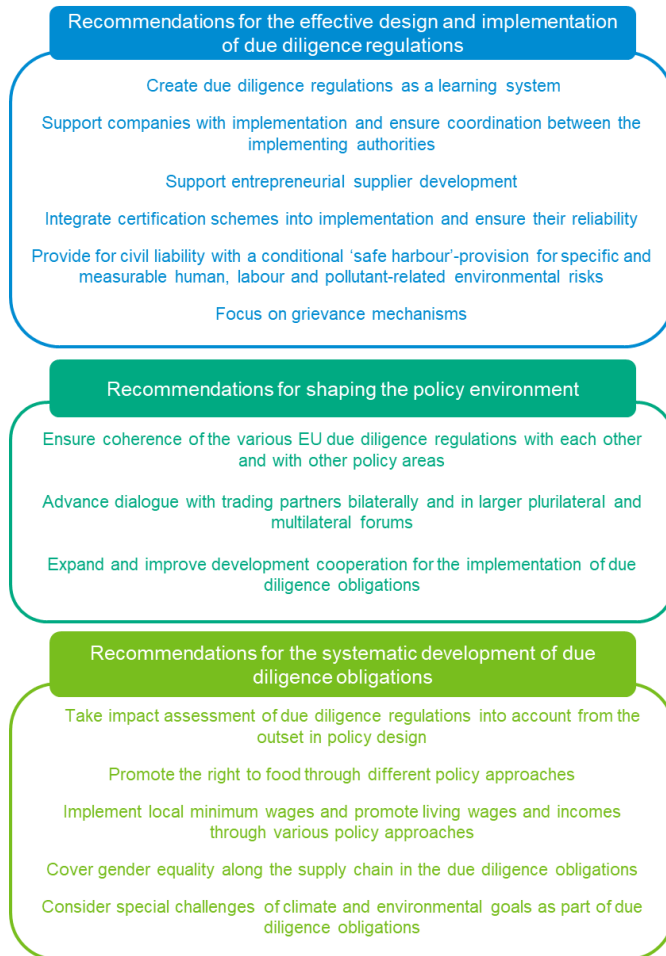 Recommendations for the effective design and implementation
of due diligence regulations
Create due diligence regulations as a learning system
Support companies with implementation and ensure coordination between the
implementing authorities
Support entrepreneurial supplier development
Integrate certification schemes into implementation and ensure their reliability
Provide for civil liability with a conditional ‘safe harbour’-provision for specific and
measurable human, labour and pollutant-related environmental risks
Focus on grievance mechanisms
Recommendations for shaping the policy environment
Ensure coherence of the various EU due diligence regulations with each other
and with other policy areas
Advance dialogue with trading partners bilaterally and in larger plurilateral and
multilateral forums
Expand and improve development cooperation for the implementation of due
diligence obligations
Recommendations for the systematic development of due
diligence obligations
Take impact assessment of due diligence regulations into account from the
outset in policy design
Promote the right to food through different policy approaches
Implement local minimum wages and promote living wages and incomes
through various policy approaches
Cover gender equality along the supply chain in the due diligence obligations
Consider special challenges of climate and environmental goals as part of due
diligence obligations